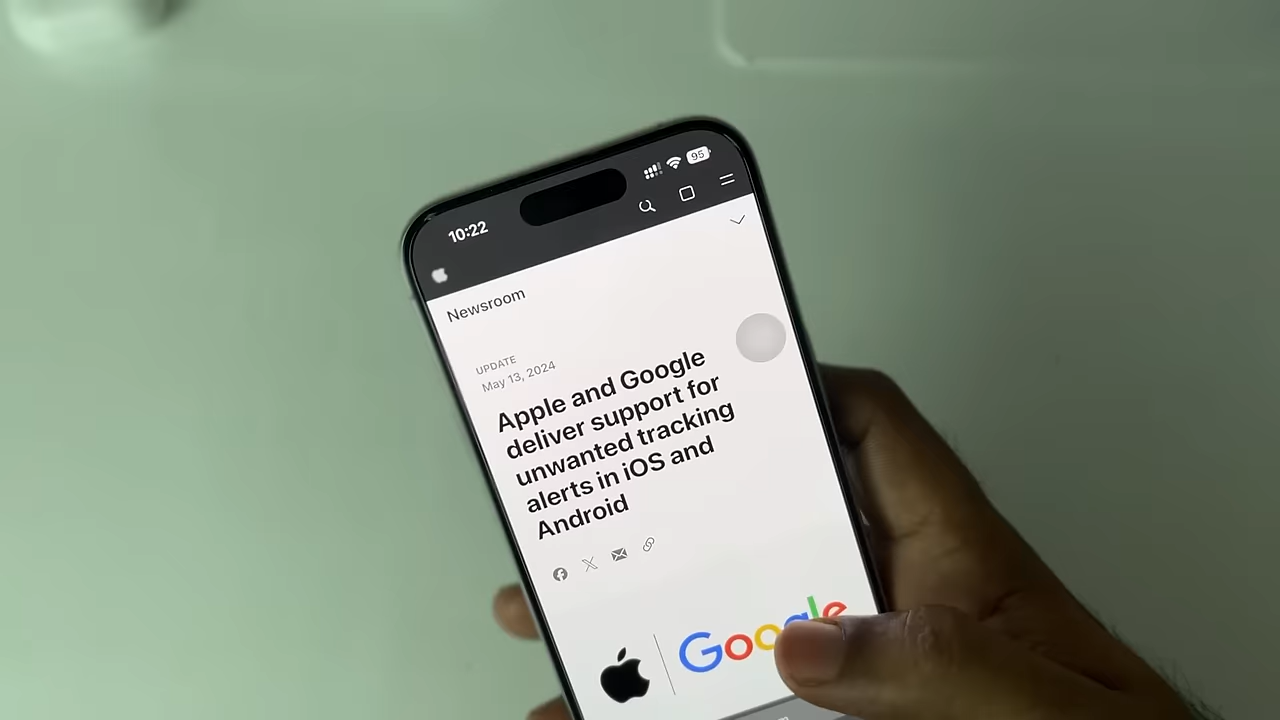 10:22
95
Newsroom
UPDATE
May 13, 2024
Apple and Google
deliver support for
unwanted tracking
alerts in iOS and
Android
Google